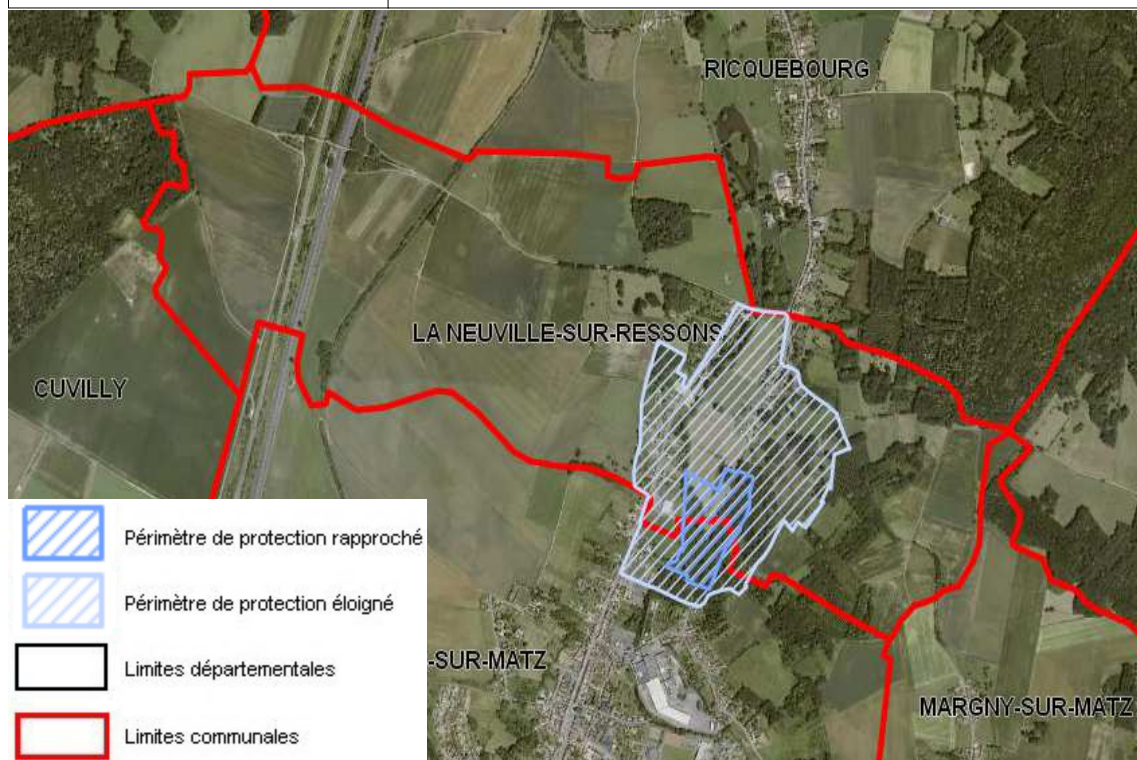 RICQUEBOURG
LA NEUVILLE-SUR-RESSONS
CUVILLY
-SUR-MATZ
MARGNY-SUR-MATZ
Périmètre de protection rapproché
Périmètre de protection éloigné
Limites départementales
Limites communales